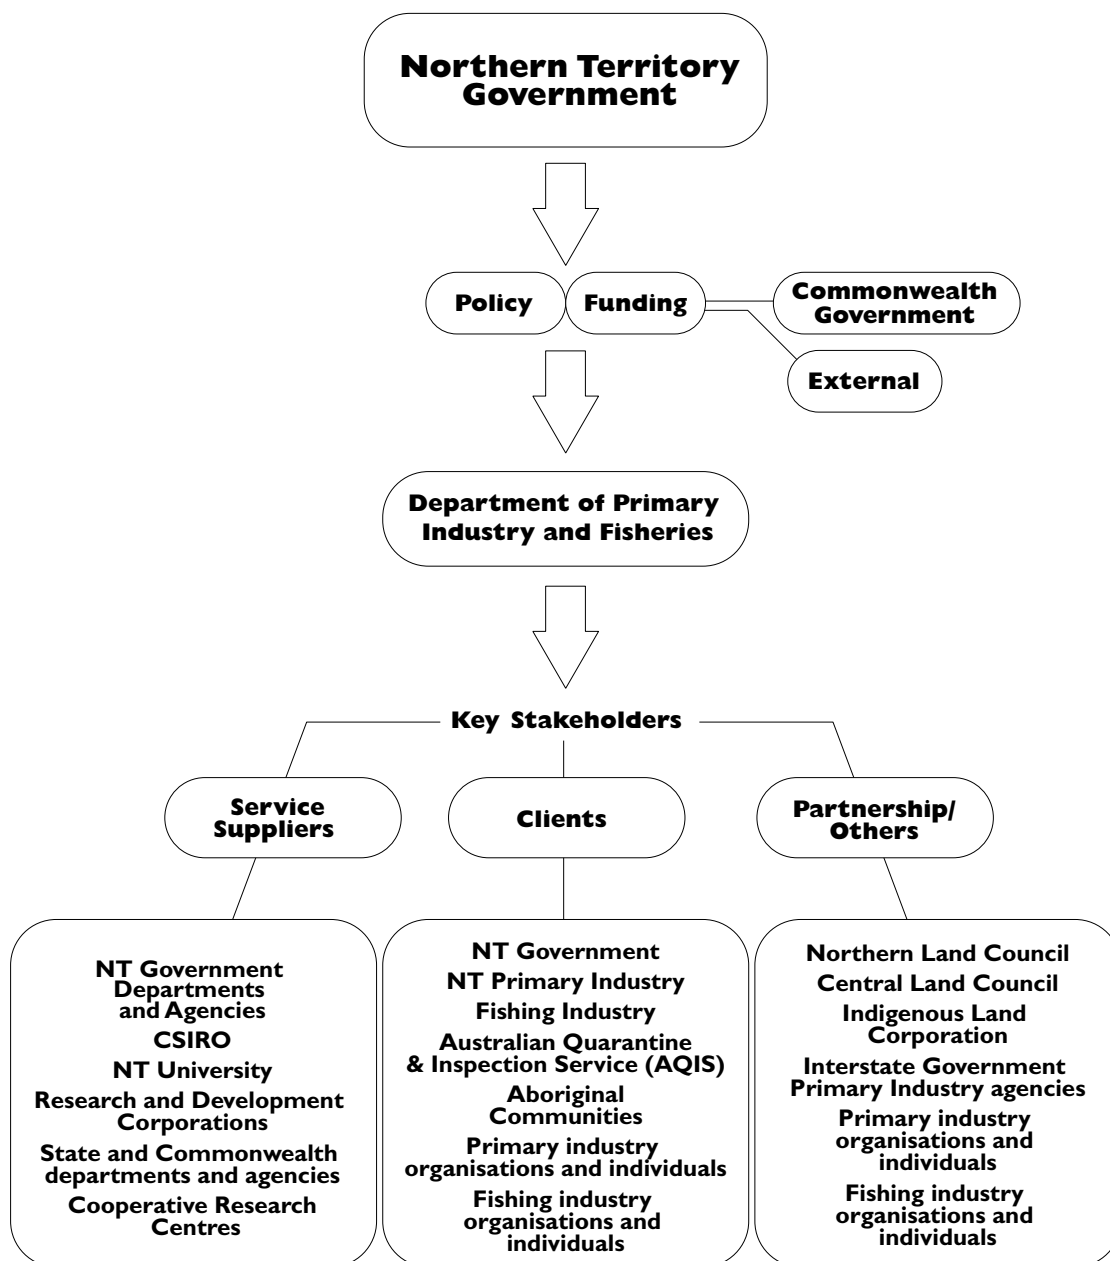 Northern Territory
Government
Policy
Funding
Commonwealth
Government
External
Department of Primary
Industry and Fisheries
Key Stakeholders
Service
Suppliers
Clients
Partnership/
Others
NT Government
Departments
and Agencies
CSIRO
NT University
Research and Development
Corporations
State and Commonwealth
departments and agencies
Cooperative Research
Centres
NT Government
NT Primary Industry
Fishing Industry
Australian Quarantine
& Inspection Service (AQIS)
Aboriginal
Communities
Primary industry
organisations and individuals
Fishing industry
organisations and
individuals
Northern Land Council
Central Land Council
Indigenous Land
Corporation
Interstate Government
Primary Industry agencies
Primary industry
organisations and
individuals
Fishing industry
organisations and
individuals